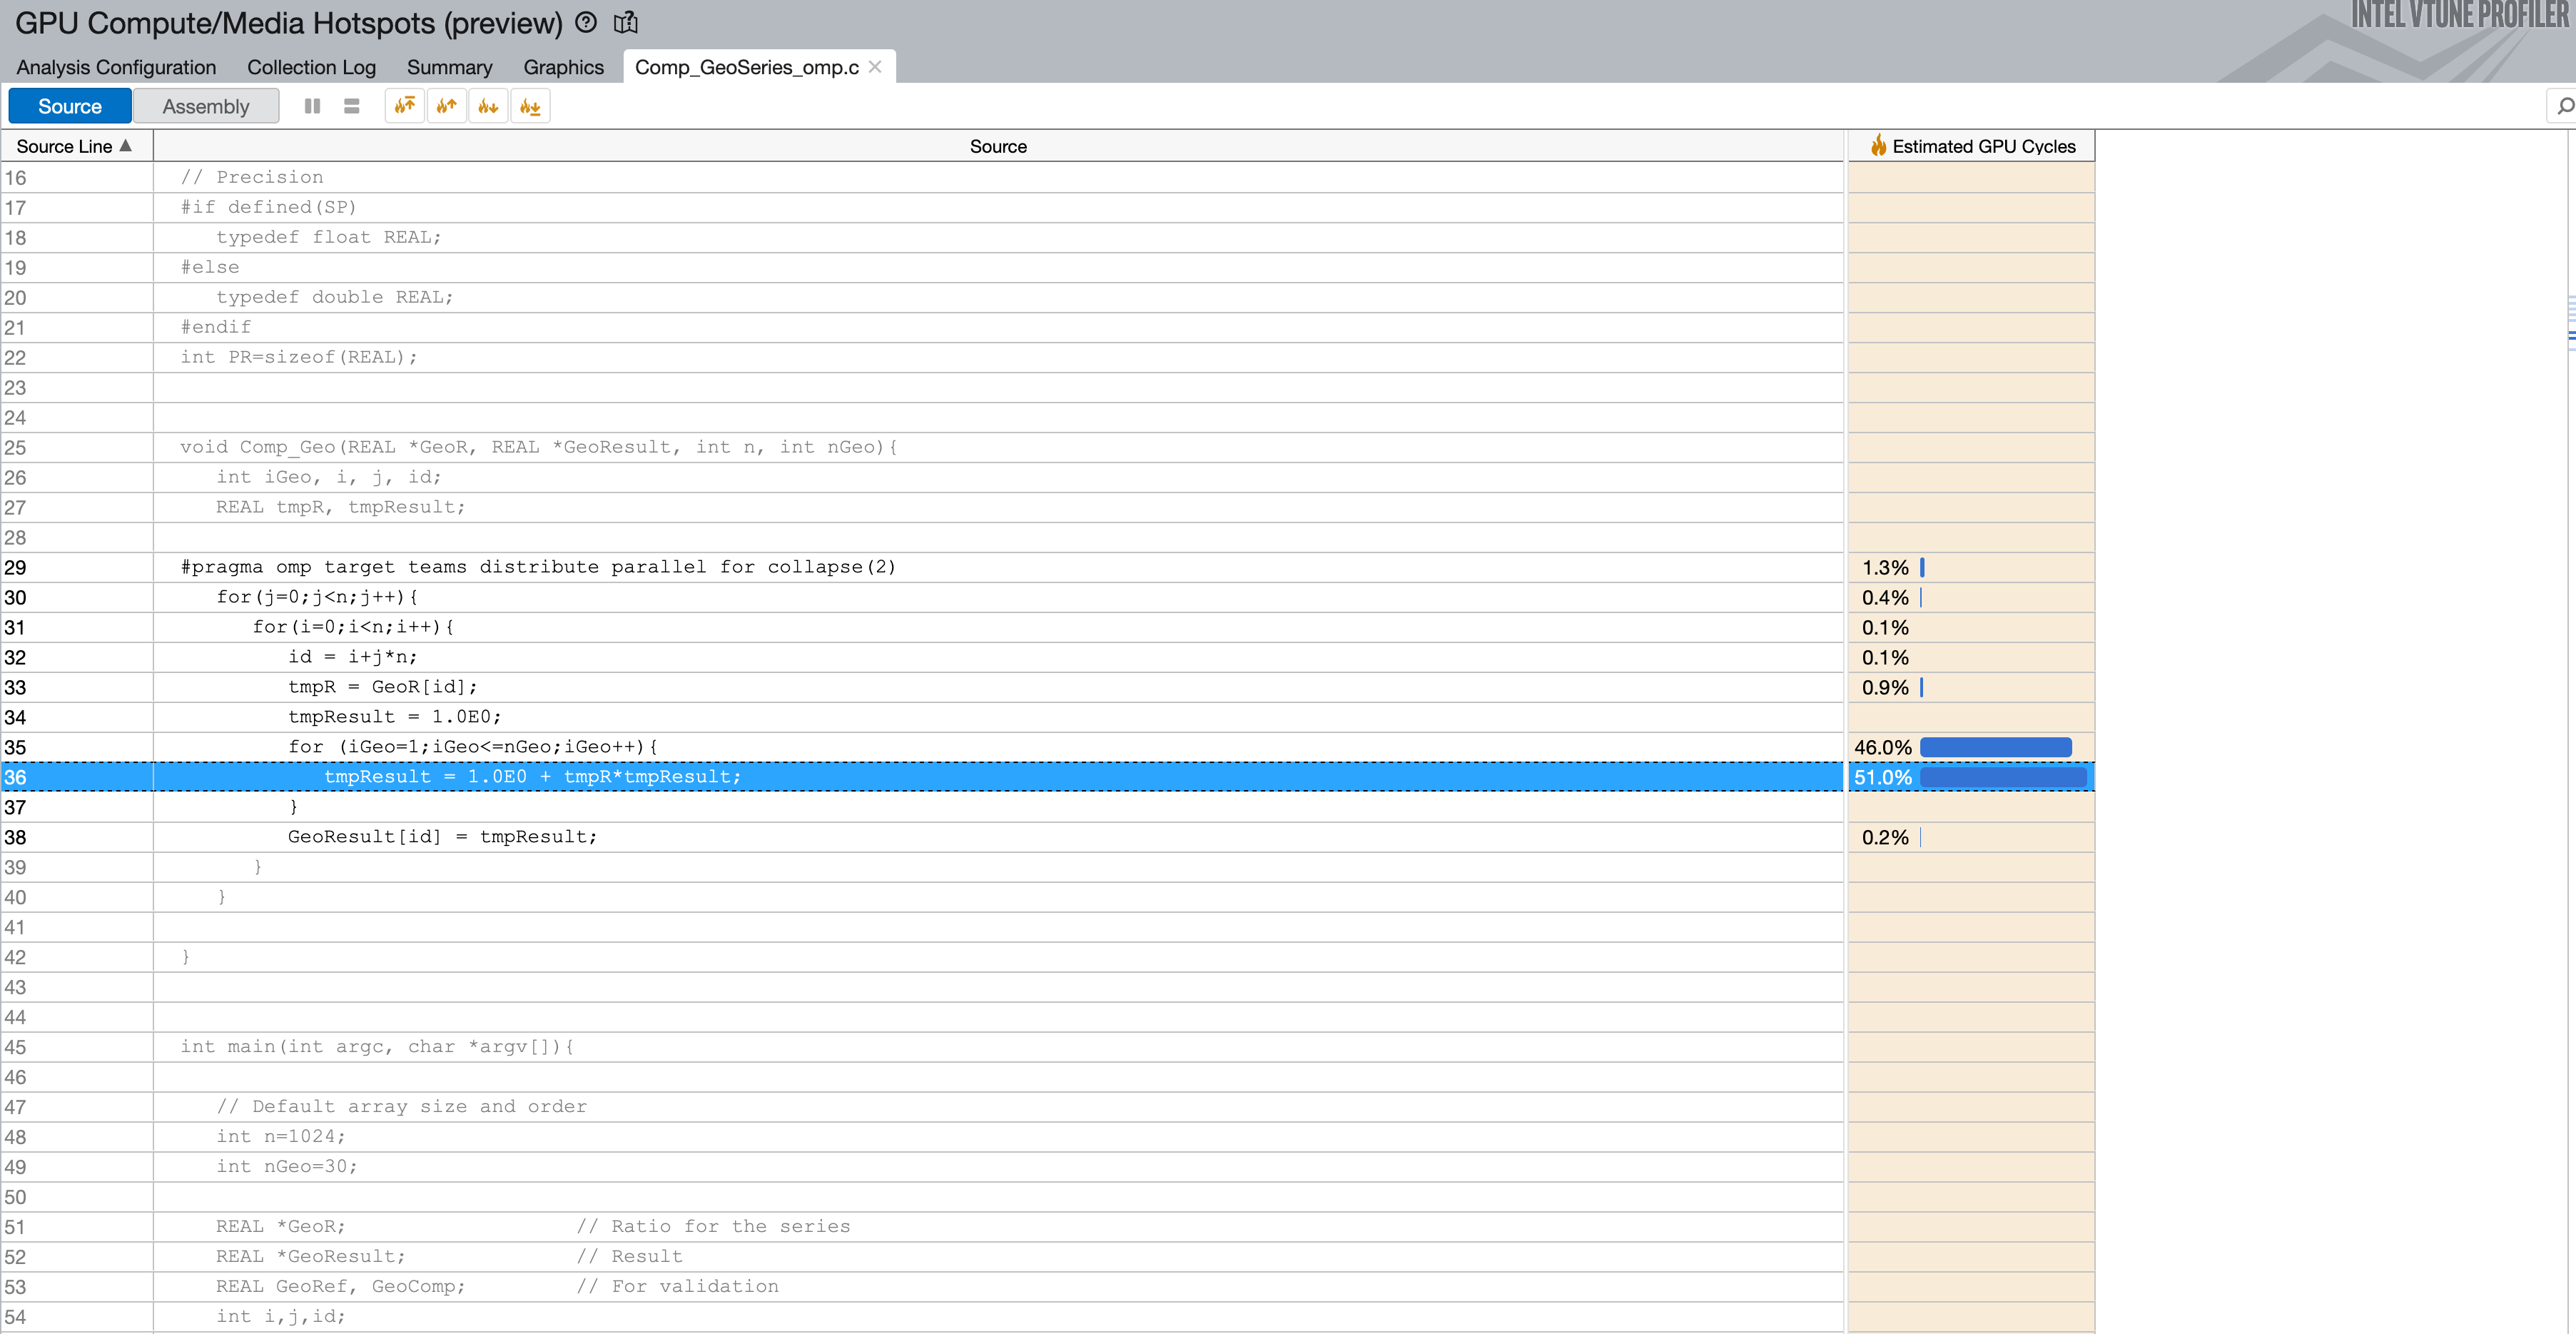 GPU Compute/Media Hotspots (preview)
INTEL VTUNE PROFILER
Analysis Configuration Collection Log Summary Graphics Comp_GeoSeries_omp.c
Source Assembly
Source Line Source Estimated GPU Cycles
16 // Precision
17 #if defined(SP)
18 typedef float REAL;
19 #else
20 typedef double REAL;
21 #endif
22 int PR=sizeof(REAL);
23
24
25 void Comp_Geo(REAL *GeoR, REAL *GeoResult, int n, int nGeo){
26 int iGeo, i, j, id;
27 REAL tmpR, tmpResult;
28
29 #pragma omp target teams distribute parallel for collapse(2) 1.3%
30 for(j=0;j<n;j++){ 0.4%
31 for(i=0;i<n;i++){ 0.1%
32 id = i+j*n; 0.1%
33 tmpR = GeoR[id]; 0.9%
34 tmpResult = 1.0E0;
35 for (iGeo=1;iGeo<=nGeo;iGeo++){ 46.0%
36 tmpResult = 1.0E0 + tmpR*tmpResult; 51.0%
37 }
38 GeoResult[id] = tmpResult; 0.2%
39 }
40 }
41
42 }
43
44
45 int main(int argc, char *argv[]){
46
47 // Default array size and order
48 int n=1024;
49 int nGeo=30;
50
51 REAL *GeoR; // Ratio for the series
52 REAL *GeoResult; // Result
53 REAL GeoRef, GeoComp; // For validation
54 int i,j,id;